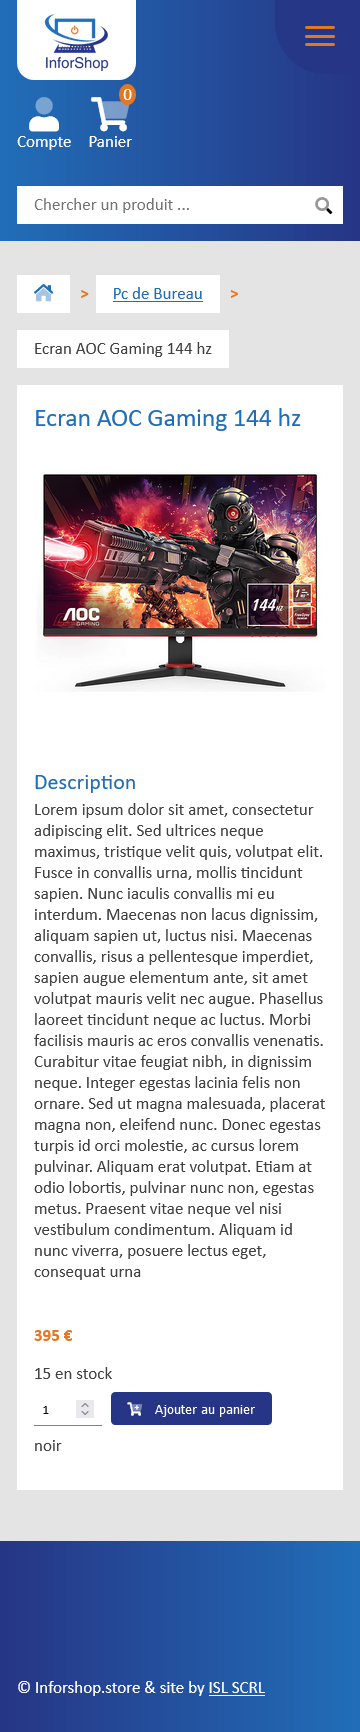 InforShop
0
Compte
Panier
Chercher un produit ...
> Pc de Bureau >
Ecran AOC Gaming 144 hz
Ecran AOC Gaming 144 hz
144HZ
1
AOC
GAMING
AOC
Description
Lorem ipsum dolor sit amet, consectetur
adipiscing elit. Sed ultrices neque
maximus, tristique velit quis, volutpat elit.
Fusce in convallis urna, mollis tincidunt
sapien. Nunc iaculis convallis mi eu
interdum. Maecenas non lacus dignissim,
aliquam sapien ut, luctus nisi. Maecenas
convallis, risus a pellentesque imperdiet,
sapien augue elementum ante, sit amet
volutpat mauris velit nec augue. Phasellus
laoreet tincidunt neque ac luctus. Morbi
facilisis mauris ac eros convallis venenatis.
Curabitur vitae feugiat nibh, in dignissim
neque. Integer egestas lacinia felis non
ornare. Sed ut magna malesuada, placerat
magna non, eleifend nunc. Donec egestas
turpis id orci molestie, ac cursus lorem
pulvinar. Aliquam erat volutpat. Etiam at
odio lobortis, pulvinar nunc non, egestas
metus. Praesent vitae neque vel nisi
vestibulum condimentum. Aliquam id
nunc viverra, posuere lectus eget,
consequat urna
395 €
15 en stock
1
Ajouter au panier
noir
© Inforshop.store & site by ISL SCRL